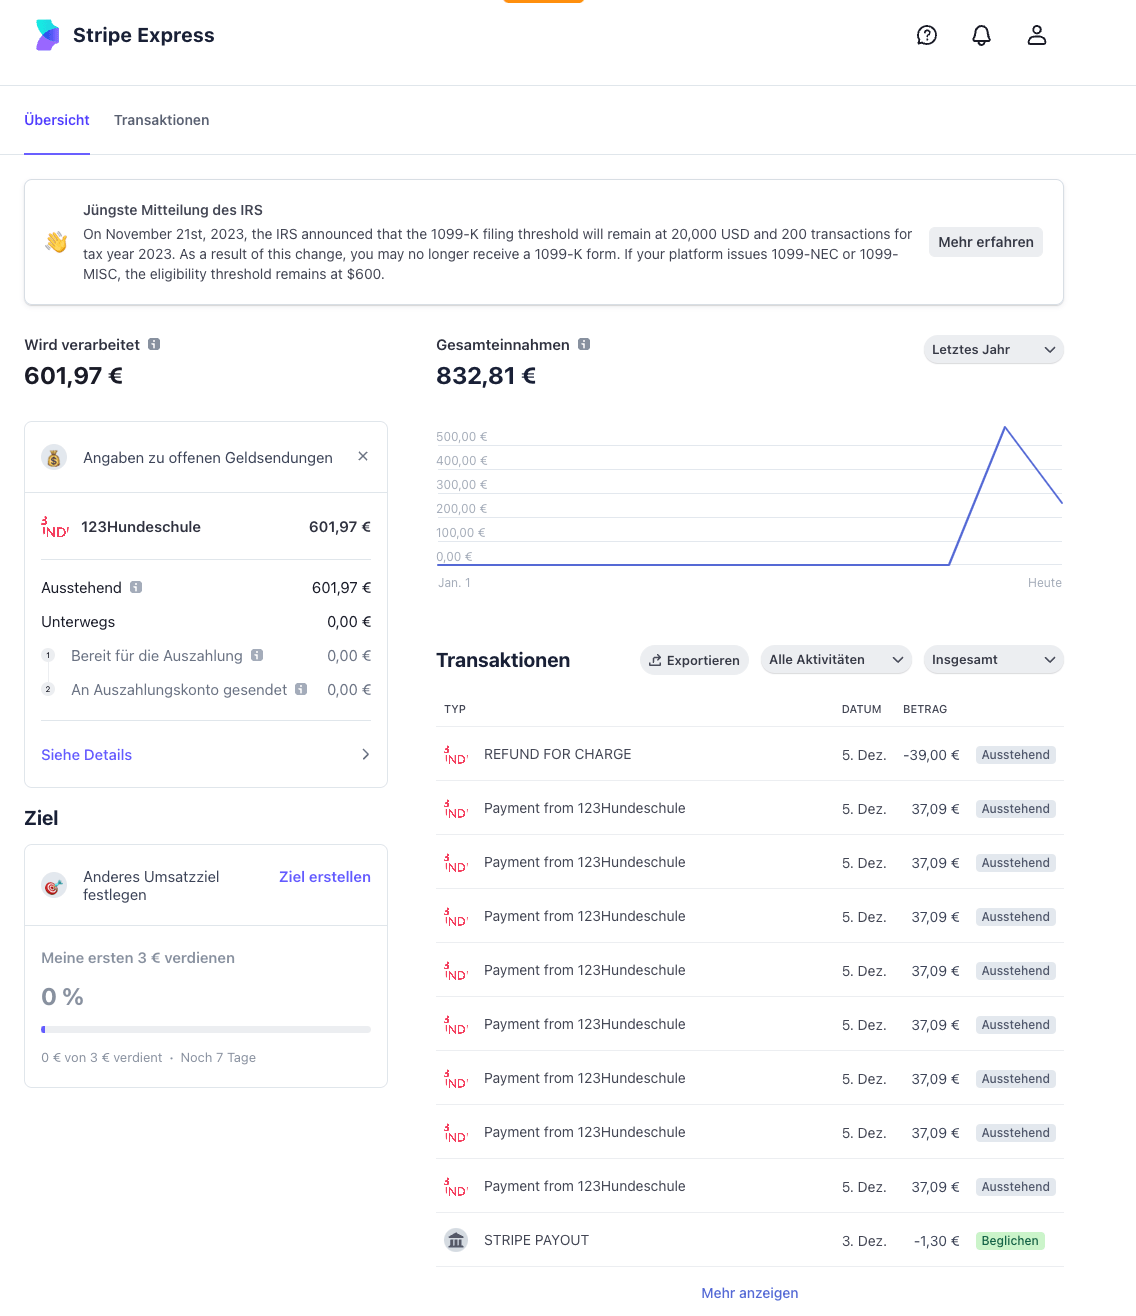 Stripe Express
Übersicht
Transaktionen
Jüngste Mitteilung des IRS
On November 21st, 2023, the IRS announced that the 1099-K filing threshold will remain at 20,000 USD and 200 transactions for
tax year 2023. As a result of this change, you may no longer receive a 1099-K form. If your platform issues 1099-NEC or 1099-
MISC, the eligibility threshold remains at $600.
Mehr erfahren
Wird verarbeitet
601,97 €
Angaben zu offenen Geldsendungen
123Hundeschule 601,97 €
Ausstehend 601,97 €
Unterwegs 0,00 €
1 Bereit für die Auszahlung 0,00 €
2 An Auszahlungskonto gesendet 0,00 €
Siehe Details
Ziel
Anderes Umsatzziel
festlegen
Ziel erstellen
Meine ersten 3 € verdienen
0 %
0 € von 3 € verdient · Noch 7 Tage
Gesamteinnahmen
832,81 €
Letztes Jahr
500,00 €
400,00 €
300,00 €
200,00 €
100,00 €
0,00 €
Jan. 1
Heute
Transaktionen
Exportieren
Alle Aktivitäten
Insgesamt
TYP DATUM BETRAG
REFUND FOR CHARGE 5. Dez. -39,00 € Ausstehend
Payment from 123Hundeschule 5. Dez. 37,09 € Ausstehend
Payment from 123Hundeschule 5. Dez. 37,09 € Ausstehend
Payment from 123Hundeschule 5. Dez. 37,09 € Ausstehend
Payment from 123Hundeschule 5. Dez. 37,09 € Ausstehend
Payment from 123Hundeschule 5. Dez. 37,09 € Ausstehend
Payment from 123Hundeschule 5. Dez. 37,09 € Ausstehend
Payment from 123Hundeschule 5. Dez. 37,09 € Ausstehend
Payment from 123Hundeschule 5. Dez. 37,09 € Ausstehend
STRIPE PAYOUT 3. Dez. -1,30 € Beglichen
Mehr anzeigen